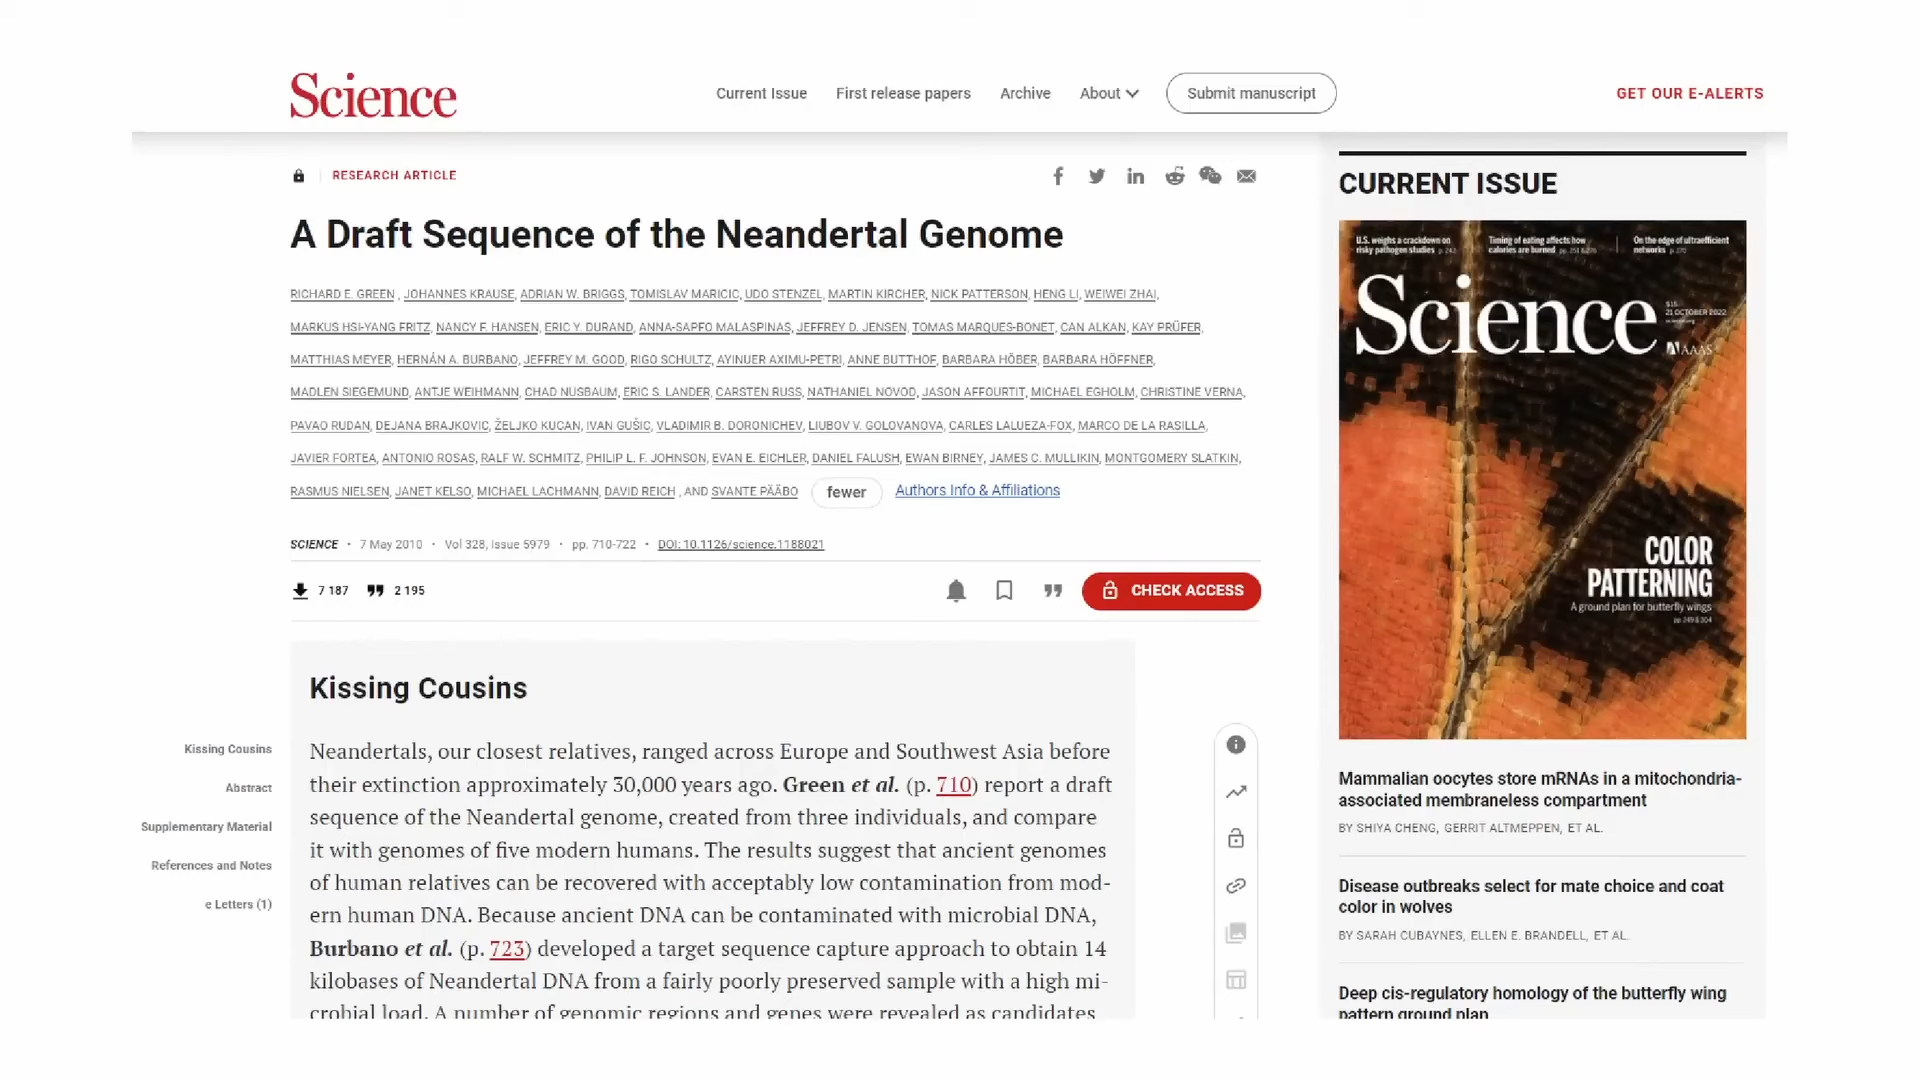 Science
Current Issue First release papers Archive About Submit manuscript
GET OUR E-ALERTS
RESEARCH ARTICLE
A Draft Sequence of the Neandertal Genome
RICHARD E. GREEN , JOHANNES KRAUSE, ADRIAN W. BRIGGS, TOMISLAV MARICIC, UDO STENZEL, MARTIN KIRCHER, NICK PATTERSON, HENG LI, WEIWEI ZHAI,
MARKUS HSI-YANG FRITZ, NANCY F. HANSEN, ERIC Y. DURAND, ANNA-SAPFO MALASPINAS, JEFFREY D. JENSEN, TOMAS MARQUES-BONET, CAN ALKAN, KAY PRÜFER,
MATTHIAS MEYER, HERNÁN A. BURBANO, JEFFREY M. GOOD, RIGO SCHULTZ, AYINUER AXIMU-PETRI, ANNE BUTTHOF, BARBARA HÖBER, BARBARA HÖFFNER,
MADLEN SIEGEMUND, ANTJE WEIHMANN, CHAD NUSBAUM, ERIC S. LANDER, CARSTEN RUSS, NATHANIEL NOVOD, JASON AFFOURTIT, MICHAEL EGHOLM, CHRISTINE VERNA,
PAVAO RUDAN, DEJANA BRAJKOVIC, ŽELJKO KUCAN, IVAN GUŠIC, VLADIMIR B. DORONICHEV, LIUBOV V. GOLOVANOVA, CARLES LALUEZA-FOX, MARCO DE LA RASILLA,
JAVIER FORTEA, ANTONIO ROSAS, RALF W. SCHMITZ, PHILIP L. F. JOHNSON, EVAN E. EICHLER, DANIEL FALUSH, EWAN BIRNEY, JAMES C. MULLIKIN, MONTGOMERY SLATKIN,
RASMUS NIELSEN, JANET KELSO, MICHAEL LACHMANN, DAVID REICH , AND SVANTE PÄÄBO fewer Authors Info & Affiliations
SCIENCE • 7 May 2010 • Vol 328, Issue 5979 • pp. 710-722 • DOI: 10.1126/science.1188021
7 187 2 195
CHECK ACCESS
Kissing Cousins
Neandertals, our closest relatives, ranged across Europe and Southwest Asia before
their extinction approximately 30,000 years ago. Green et al. (p. 710) report a draft
sequence of the Neandertal genome, created from three individuals, and compare
it with genomes of five modern humans. The results suggest that ancient genomes
of human relatives can be recovered with acceptably low contamination from mod-
ern human DNA. Because ancient DNA can be contaminated with microbial DNA,
Burbano et al. (p. 723) developed a target sequence capture approach to obtain 14
kilobases of Neandertal DNA from a fairly poorly preserved sample with a high mi-
crobial load. A number of genomic regions and genes were revealed as candidates
Kissing Cousins
Abstract
Supplementary Material
References and Notes
e Letters (1)
CURRENT ISSUE
U.S. weighs a crackdown on
risky pathogen studies
Timing of eating affects how
calories are burned
On the edge of ultraefficient
networks p. 270
Science
$15
21 OCTOBER 2022
science.org
AAAS
COLOR
PATTERNING
A ground plan for butterfly wings
Mammalian oocytes store mRNAs in a mitochondria-
associated membraneless compartment
BY SHIYA CHENG, GERRIT ALTMEPPEN, ET AL.
Disease outbreaks select for mate choice and coat
color in wolves
BY SARAH CUBAYNES, ELLEN E. BRANDELL, ET AL.
Deep cis-regulatory homology of the butterfly wing
pattern ground plan